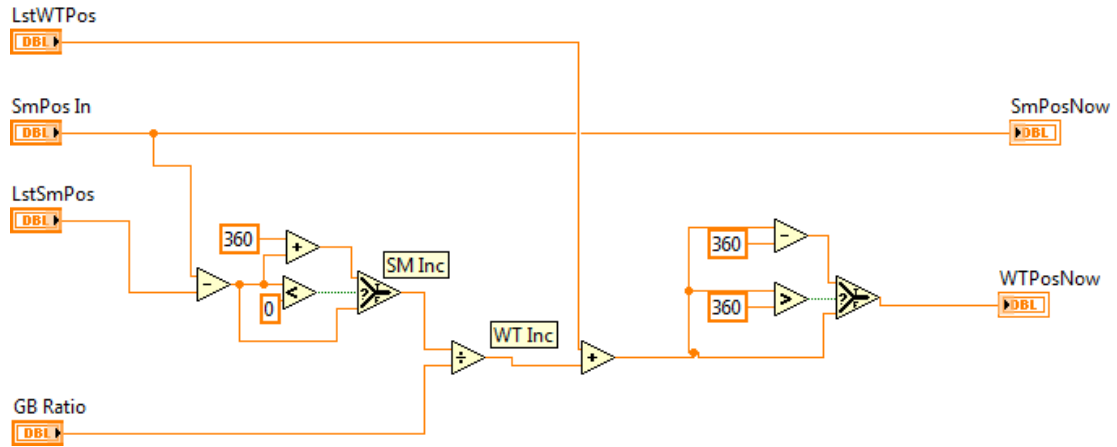 LstWTPos
DBL
SmPos In
SmPosNow
DBL
DBL
LstSmPos
DBL
360
+
-
360
SM Inc
-
<
0
?
T
F
360
>
?
T
F
WTPosNow
DBL
WT Inc
÷
+
GB Ratio
DBL